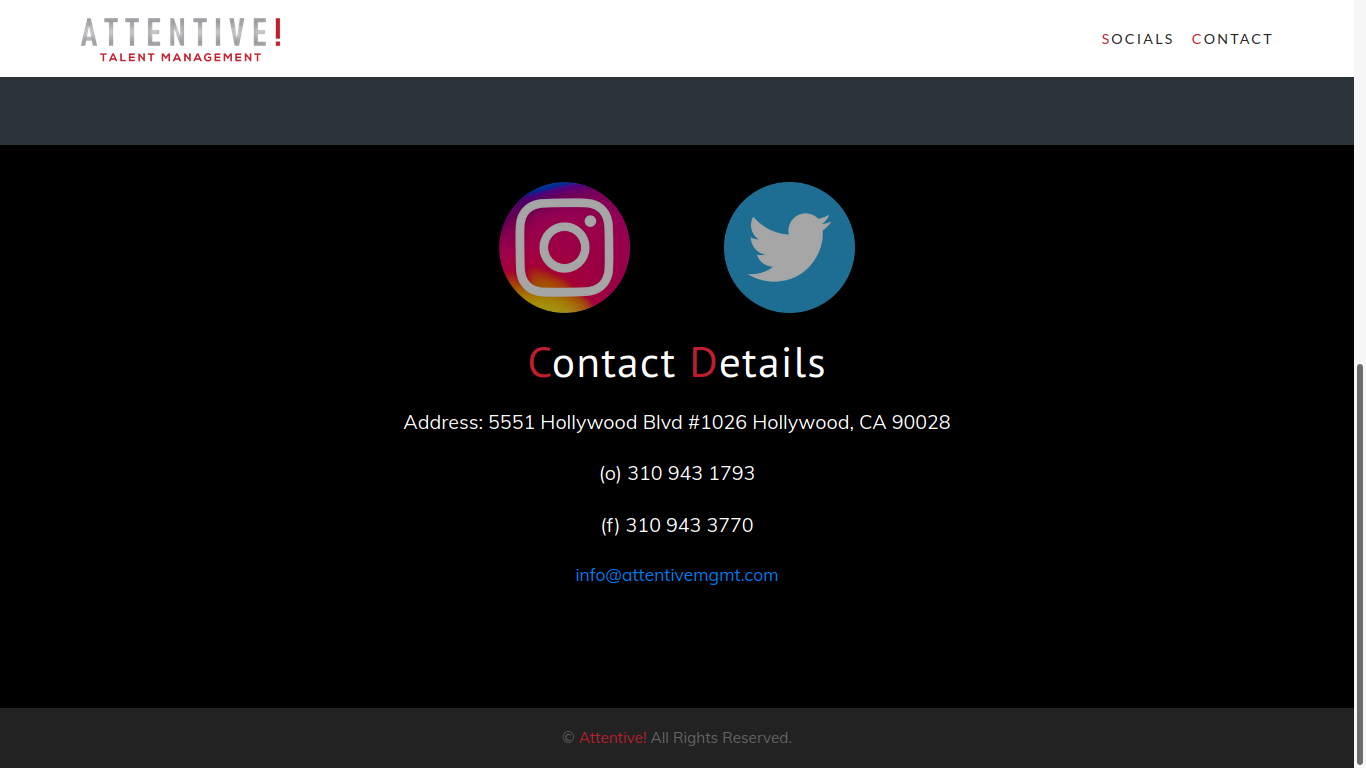 ATTENTIVE!
TALENT MANAGEMENT
SOCIALS CONTACT
Contact Details
Address: 5551 Hollywood Blvd #1026 Hollywood, CA 90028
(o) 310 943 1793
(f) 310 943 3770
info@attentivemgmt.com
© Attentive! All Rights Reserved.